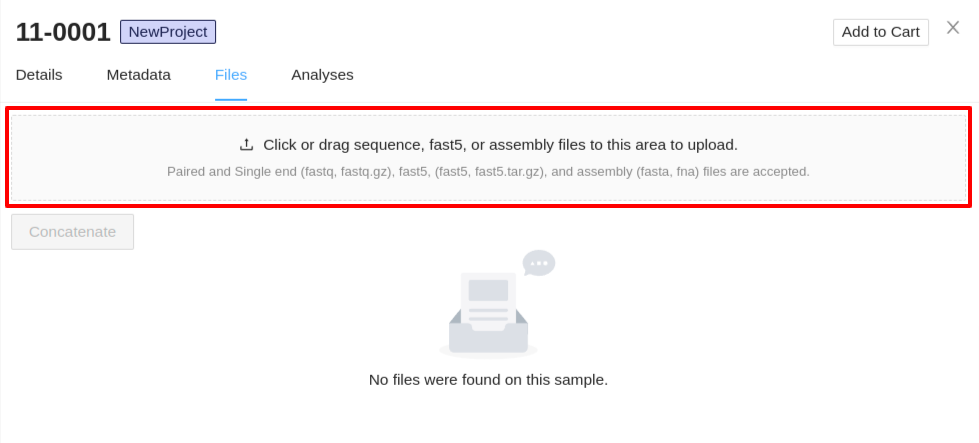 11-0001 NewProject Add to Cart
Details Metadata Files Analyses
Click or drag sequence, fast5, or assembly files to this area to upload.
Paired and Single end (fastq, fastq.gz), fast5, (fast5, fast5.tar.gz), and assembly (fasta, fna) files are accepted.
Concatenate
No files were found on this sample.